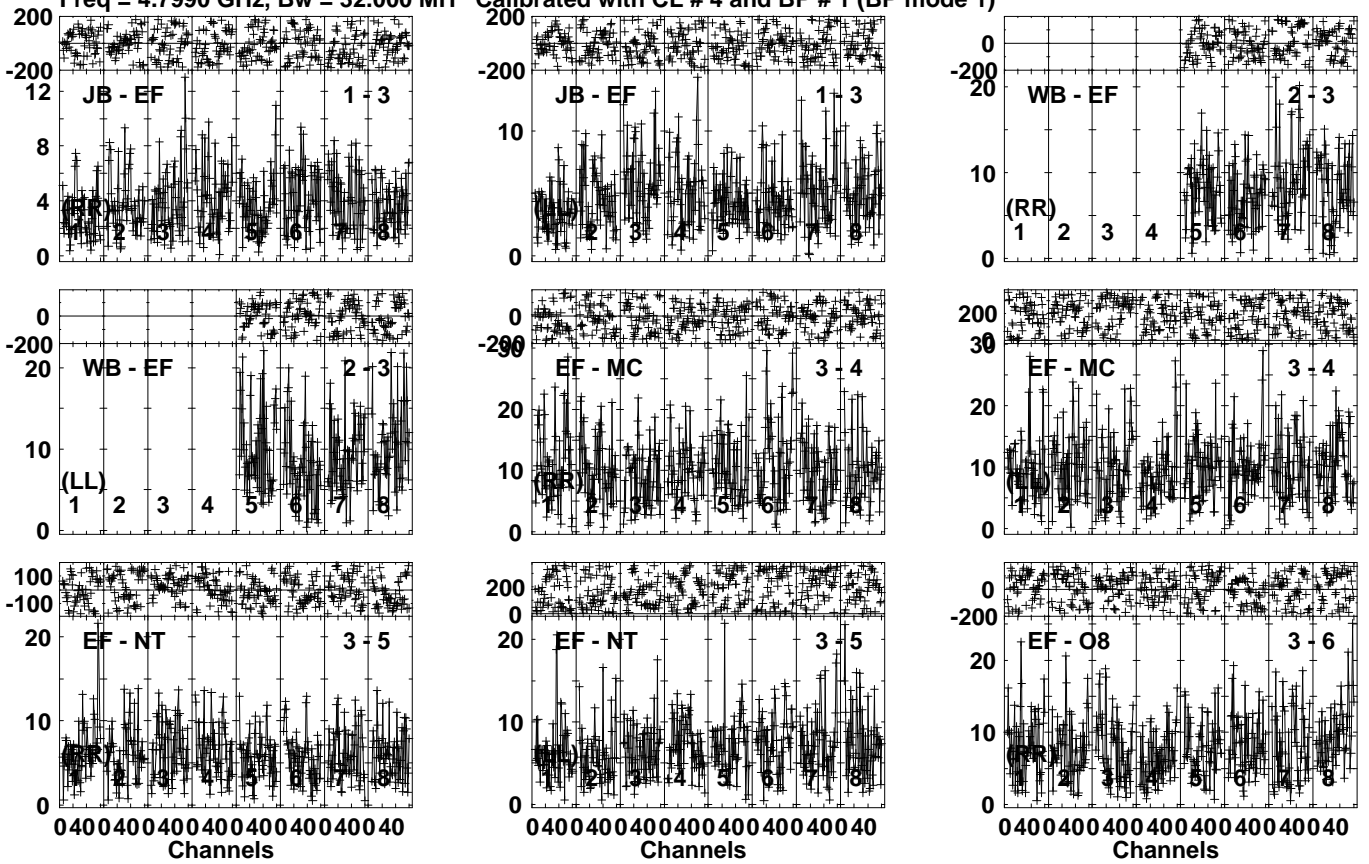 Freq = 4.7990 GHz, Bw = 32.000 MH Calibrated with CL # 4 and BP # 1 (BP mode 1)
200 200
0 0 0
-200 -200 -200
JB - EF 1 - 3 JB - EF 1 - 3 WB - EF 2 - 3
12 20
8 10 10
4
0 0 0
(RR) (LL) (RR)
1 2 3 4 5 6 7 8 1 2 3 4 5 6 7 8 1 2 3 4 5 6 7 8
0 0 200
-200 -200 0
30 30
WB - EF 2 - 3 EF - MC 3 - 4 EF - MC 3 - 4
20 20 20
10 10 10
(LL) (RR) (LL)
1 2 3 4 5 6 7 8 1 2 3 4 5 6 7 8 1 2 3 4 5 6 7 8
0 0 0
100 200 0
-100 0 -200
EF - NT 3 - 5 EF - NT 3 - 5 EF - O8 3 - 6
20 20 20
10 10 10
(RR) (LL) (RR)
1 2 3 4 5 6 7 8 1 2 3 4 5 6 7 8 1 2 3 4 5 6 7 8
0 0 0
0 40 0 40 0 40 0 40 0 40 0 40 0 40 0 40 0 40 0 40 0 40 0 40 0 40 0 40 0 40 0 40 0 40 0 40 0 40 0 40 0 40 0 40 0 40 0 40
Channels Channels Channels